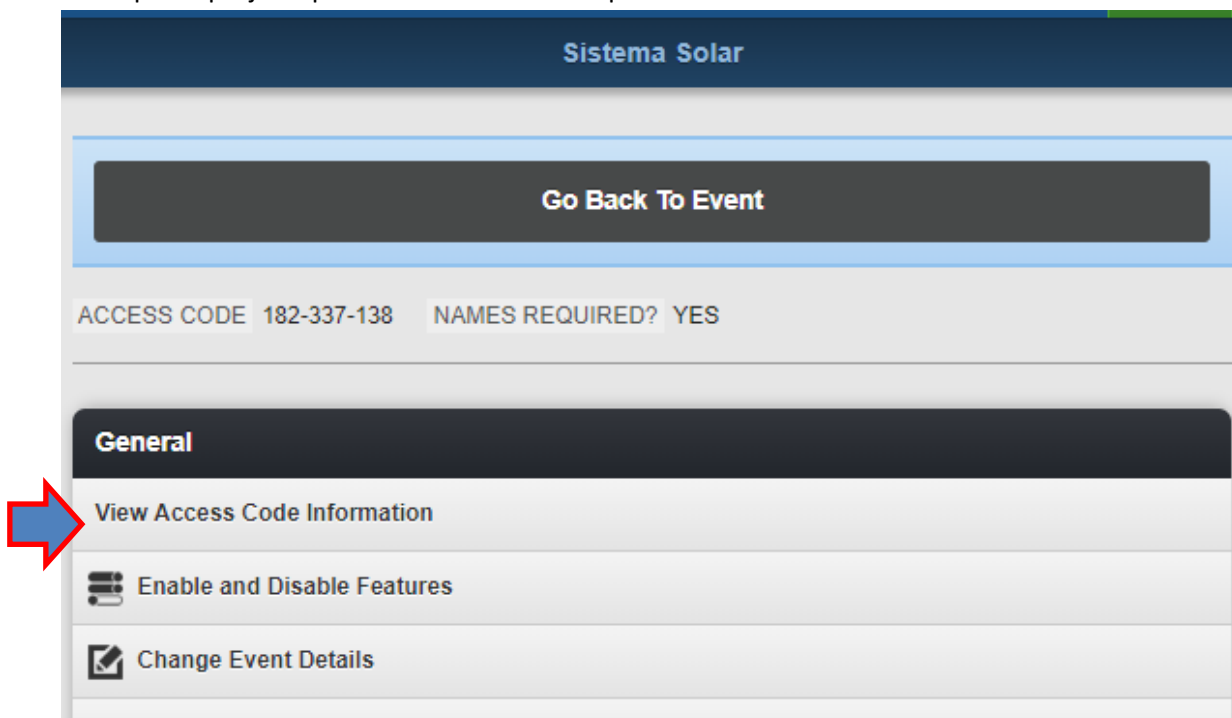 Sistema Solar
Go Back To Event
ACCESS CODE 182-337-138 NAMES REQUIRED? YES
General
View Access Code Information
Enable and Disable Features
Change Event Details